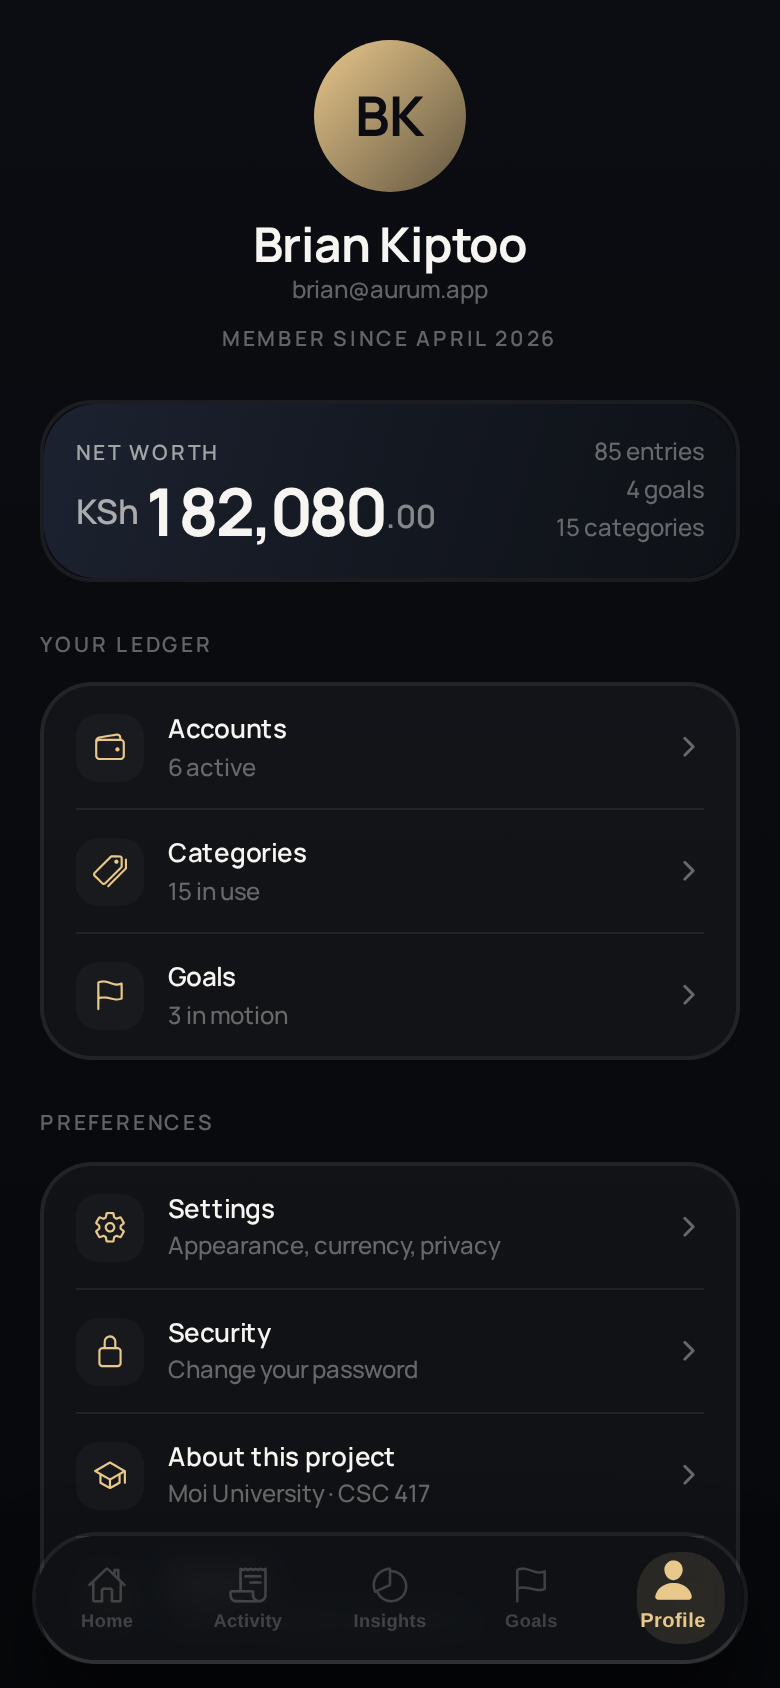 BK
Brian Kiptoo
brian@aurum.app
MEMBER SINCE APRIL 2026
NET WORTH
KSh 182,080.00
85 entries
4 goals
15 categories
YOUR LEDGER
Accounts
6 active
Categories
15 in use
Goals
3 in motion
PREFERENCES
Settings
Appearance, currency, privacy
Security
Change your password
About this project
Moi University · CSC 417
Home
Activity
Insights
Goals
Profile